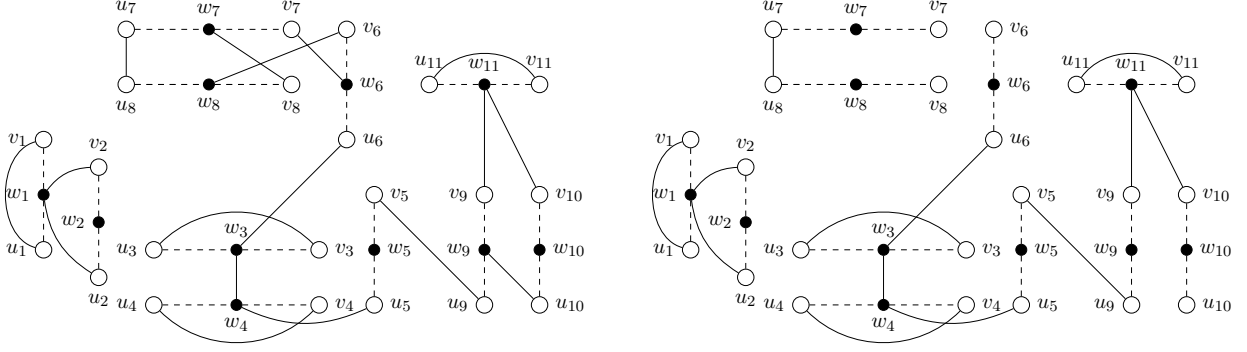 u₇ w₇ v₇ v₆
u₈ w₈ v₈ w₆
u₁₁ w₁₁ v₁₁
v₁ v₂ u₆
w₁ w₂ v₅ v₉ v₁₀
u₁ u₂ u₃ w₃ v₃ w₅ w₉ w₁₀
u₄ w₄ v₄ u₅ u₉ u₁₀
u₇ w₇ v₇ v₆
u₈ w₈ v₈ w₆
u₁₁ w₁₁ v₁₁
v₁ v₂ u₆
w₁ w₂ v₅ v₉ v₁₀
u₁ u₂ u₃ w₃ v₃ w₅ w₉ w₁₀
u₄ w₄ v₄ u₅ u₉ u₁₀